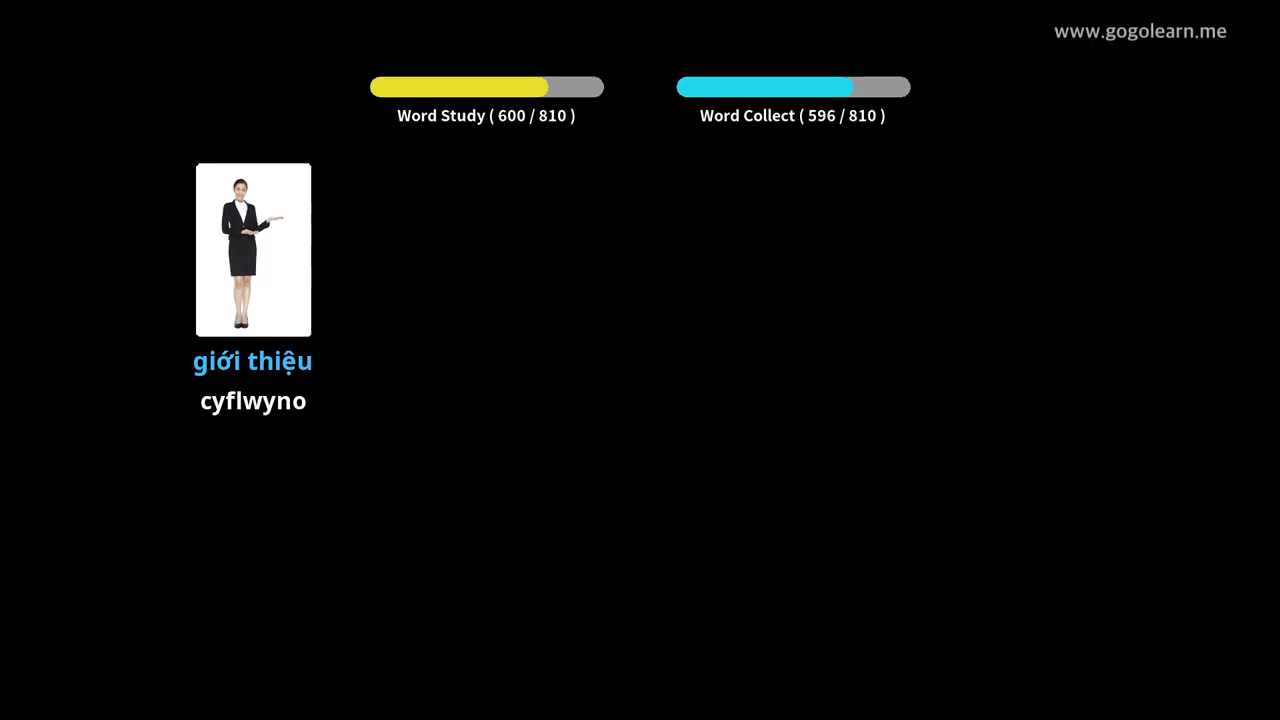 www.gogolearn.me
Word Study ( 600 / 810 )
Word Collect ( 596 / 810 )
giới thiệu
cyflwyno